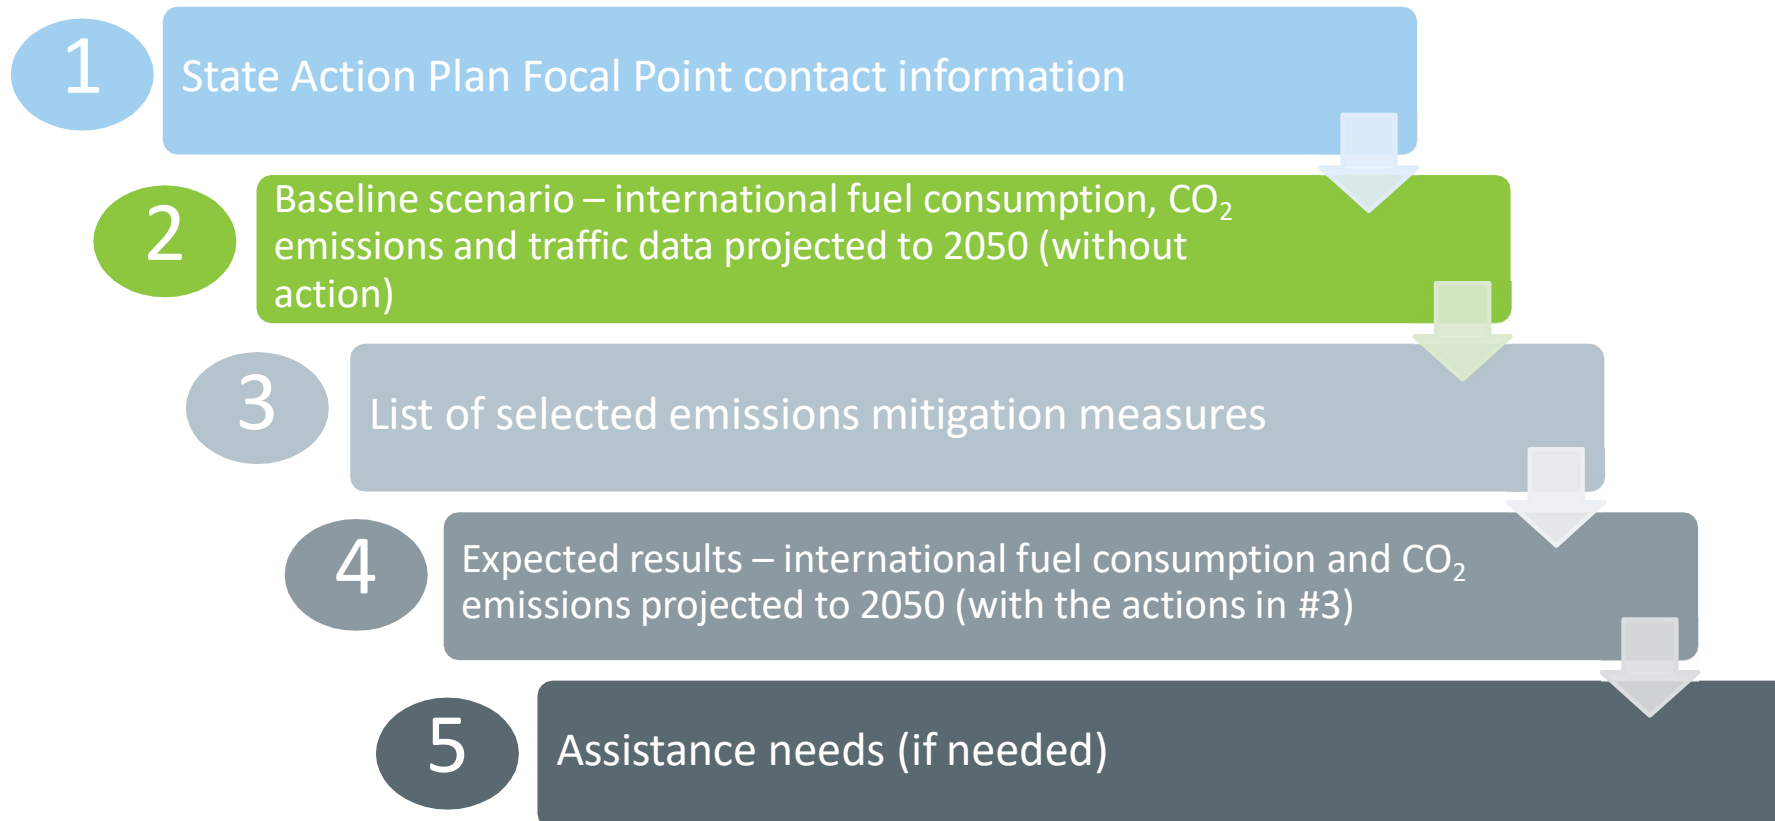 1
State Action Plan Focal Point contact information
2
Baseline scenario – international fuel consumption, CO₂
emissions and traffic data projected to 2050 (without
action)
3
List of selected emissions mitigation measures
4
Expected results – international fuel consumption and CO₂
emissions projected to 2050 (with the actions in #3)
5
Assistance needs (if needed)